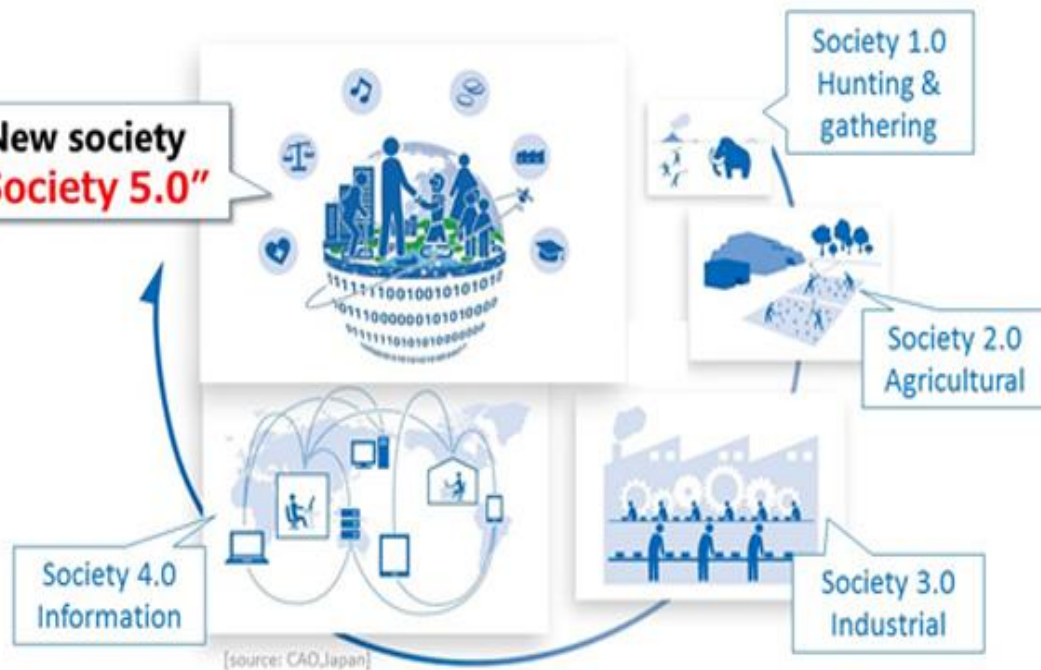 New society
Society 5.0”
Society 1.0
Hunting &
gathering
Society 2.0
Agricultural
Society 3.0
Industrial
Society 4.0
Information
[source: CAO,Japan]